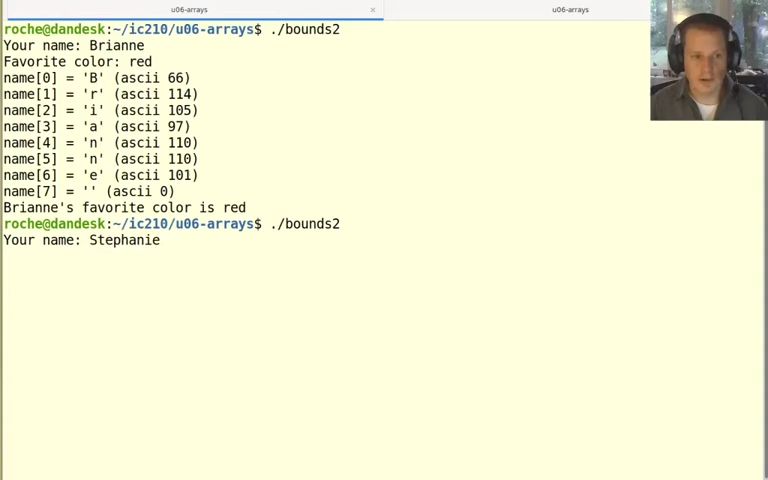 u06-arrays × u06-arrays
roche@dandesk:~/ic210/u06-arrays$ ./bounds2
Your name: Brianne
Favorite color: red
name[0] = 'B' (ascii 66)
name[1] = 'r' (ascii 114)
name[2] = 'i' (ascii 105)
name[3] = 'a' (ascii 97)
name[4] = 'n' (ascii 110)
name[5] = 'n' (ascii 110)
name[6] = 'e' (ascii 101)
name[7] = '' (ascii 0)
Brianne's favorite color is red
roche@dandesk:~/ic210/u06-arrays$ ./bounds2
Your name: Stephanie